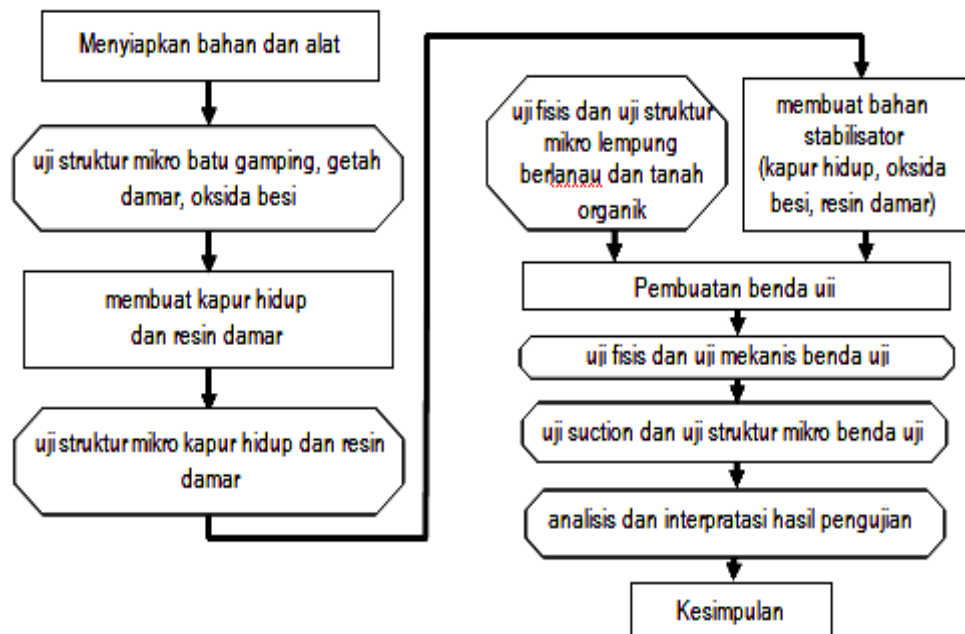 Menyiapkan bahan dan alat
uji struktur mikro batu gamping, getah
damar, oksida besi
membuat kapur hidup
dan resin damar
uji struktur mikro kapur hidup dan resin
damar
uji fisis dan uji struktur
mikro lempung
berlanau dan tanah
organik
membuat bahan
stabilisator
(kapur hidup, oksida
besi, resin damar)
Pembuatan benda uii
uji fisis dan uji mekanis benda uji
uji suction dan uji struktur mikro benda uji
analisis dan interpratasi hasil pengujian
Kesimpulan